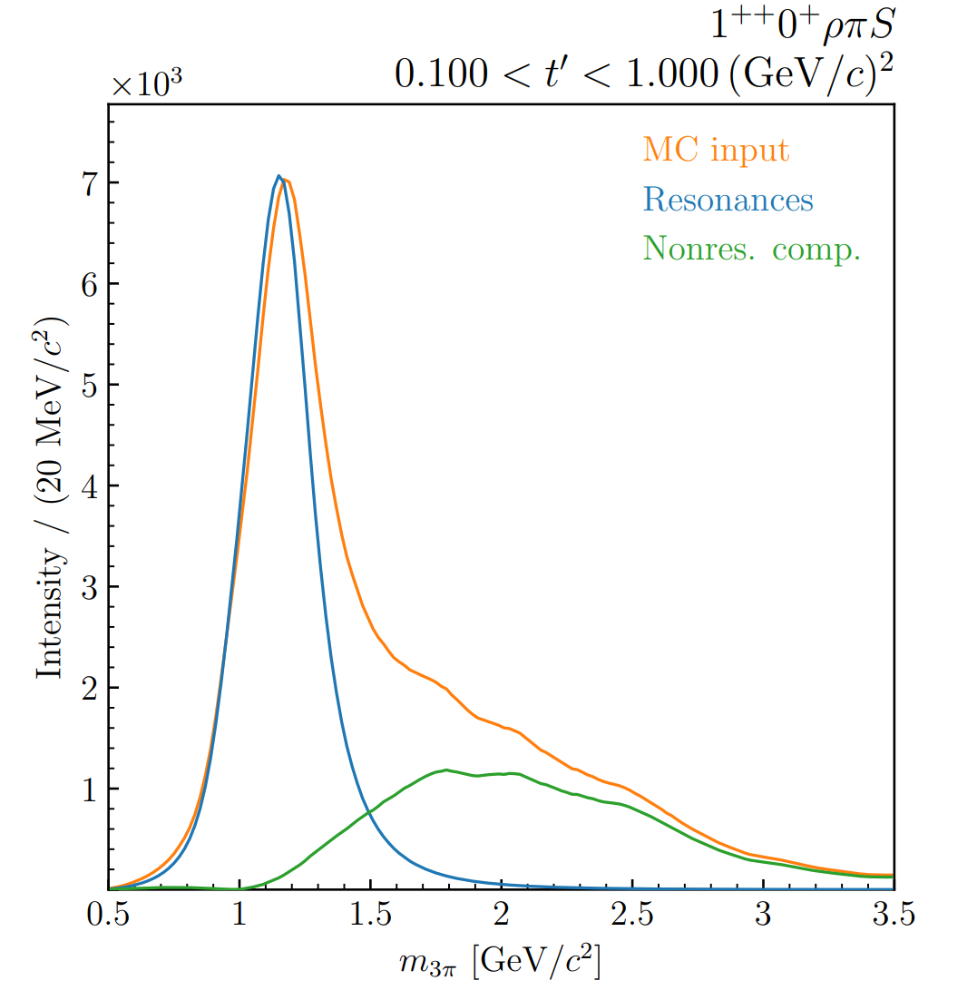 1⁺⁺0⁺ρπS
0.100 < t′ < 1.000 (GeV/c)²
×10³
MC input
Resonances
Nonres. comp.
7
6
5
4
3
2
1
Intensity / (20 MeV/c²)
0.5 1 1.5 2 2.5 3 3.5
m₃π [GeV/c²]